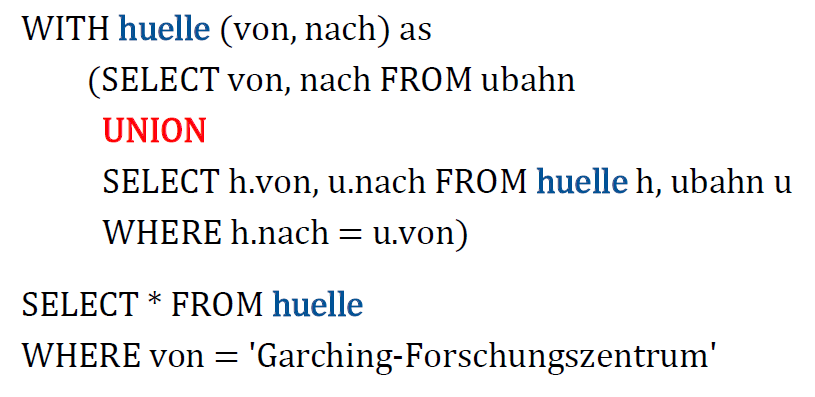 WITH huelle (von, nach) as
(SELECT von, nach FROM ubahn
UNION
SELECT h.von, u.nach FROM huelle h, ubahn u
WHERE h.nach = u.von)
SELECT * FROM huelle
WHERE von = 'Garching-Forschungszentrum'